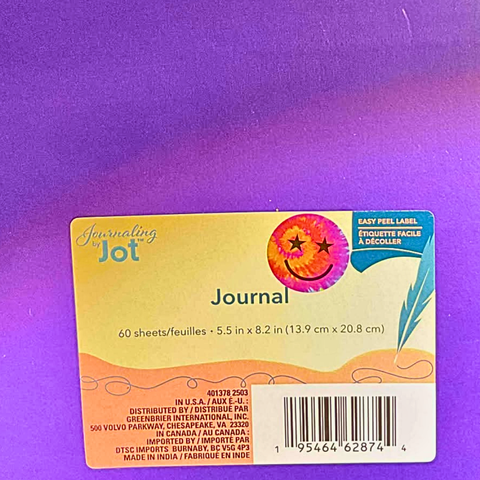 Journaling
by
Jot™
EASY PEEL LABEL
ÉTIQUETTE FACILE
À DÉCOLLER
Journal
60 sheets/feuilles • 5.5 in x 8.2 in (13.9 cm x 20.8 cm)
401378 2503
IN U.S.A. / AUX É.-U. :
DISTRIBUTED BY / DISTRIBUÉ PAR
GREENBRIER INTERNATIONAL, INC.
500 VOLVO PARKWAY, CHESAPEAKE, VA 23320
IN CANADA / AU CANADA :
IMPORTED BY / IMPORTÉ PAR
DTSC IMPORTS BURNABY, BC V5G 4P3
MADE IN INDIA / FABRIQUÉ EN INDE
1 95464 62874 4